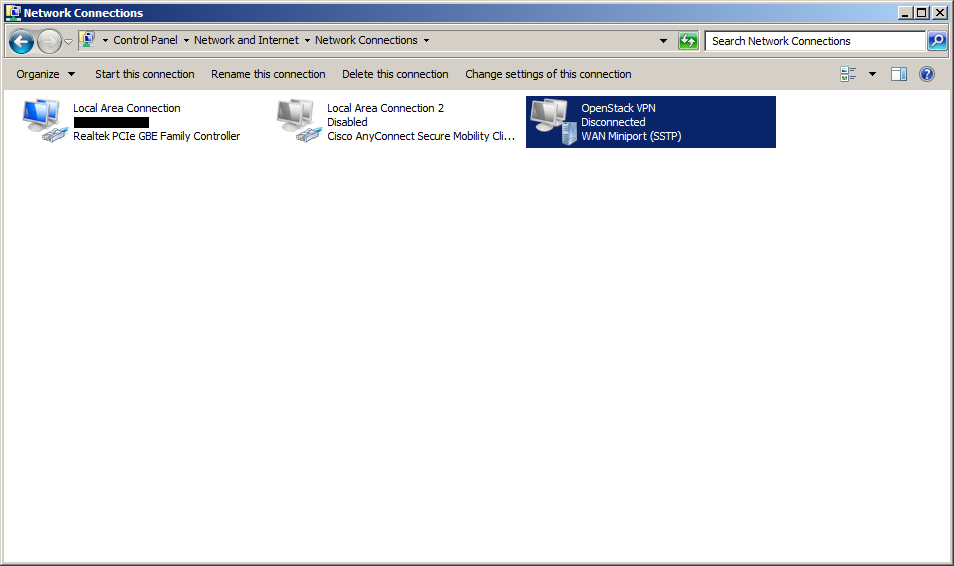 Network Connections
Control Panel Network and Internet Network Connections
Search Network Connections
Organize Start this connection Rename this connection Delete this connection Change settings of this connection
Local Area Connection
Realtek PCIe GBE Family Controller
Local Area Connection 2
Disabled
Cisco AnyConnect Secure Mobility Cli...
OpenStack VPN
Disconnected
WAN Miniport (SSTP)